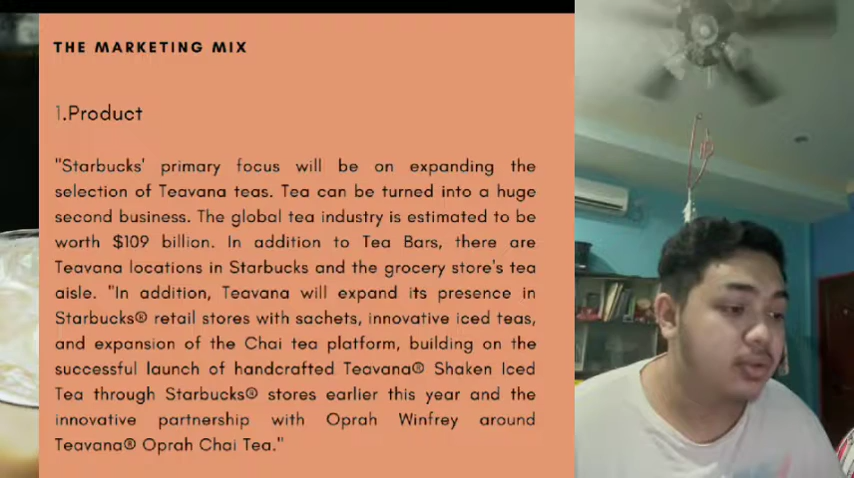 THE MARKETING MIX
1.Product
"Starbucks' primary focus will be on expanding the
selection of Teavana teas. Tea can be turned into a huge
second business. The global tea industry is estimated to be
worth $109 billion. In addition to Tea Bars, there are
Teavana locations in Starbucks and the grocery store's tea
aisle. "In addition, Teavana will expand its presence in
Starbucks® retail stores with sachets, innovative iced teas,
and expansion of the Chai tea platform, building on the
successful launch of handcrafted Teavana® Shaken Iced
Tea through Starbucks® stores earlier this year and the
innovative partnership with Oprah Winfrey around
Teavana® Oprah Chai Tea."